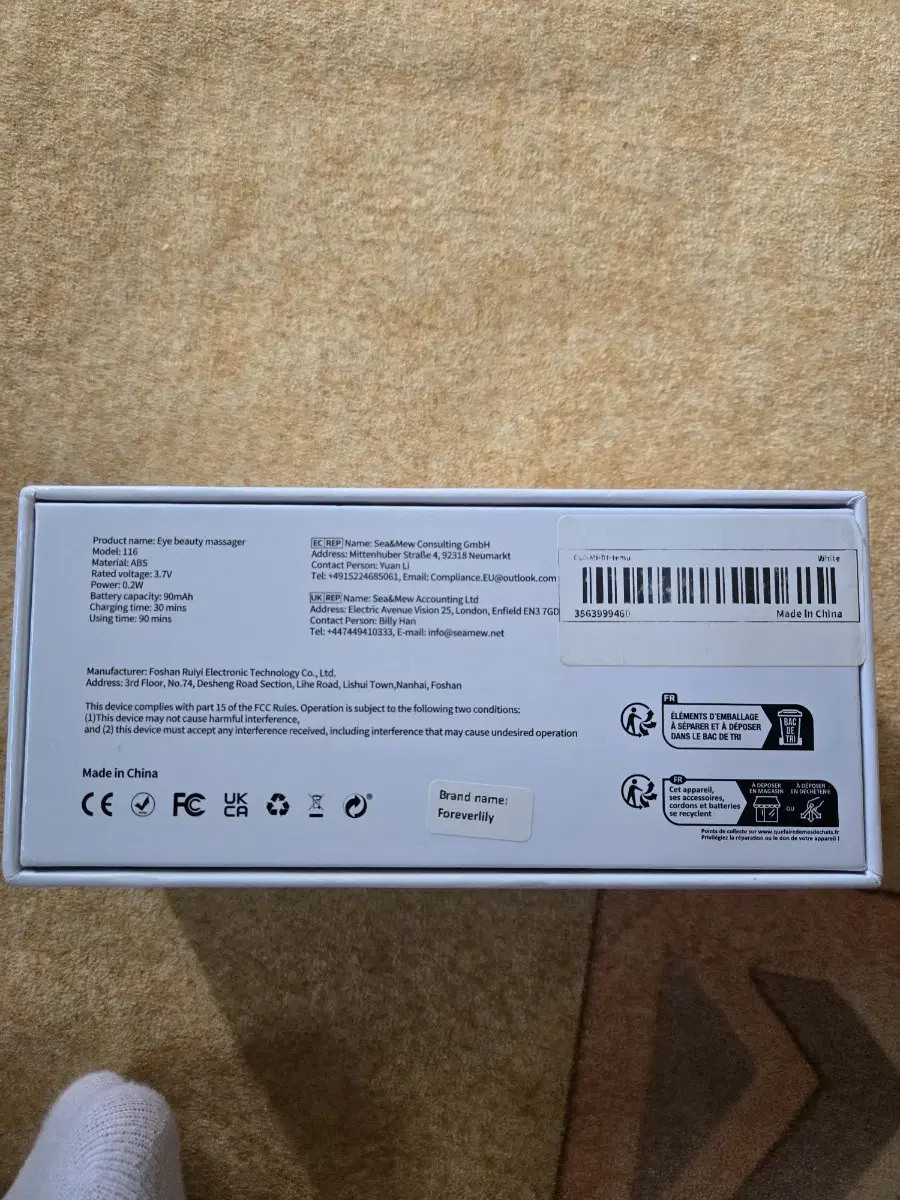 Product name: Eye beauty massager
Model: 116
Material: ABS
Rated voltage: 3.7V
Power: 0.2W
Battery capacity: 90mAh
Charging time: 30 mins
Using time: 90 mins
EC REP Name: Sea&Mew Consulting GmbH
Address: Mittenhuber Straße 4, 92318 Neumarkt
Contact Person: Yuan Li
Tel: +4915224685061, Email: Compliance.EU@outlook.com
UK REP Name: Sea&Mew Accounting Ltd
Address: Electric Avenue Vision 25, London, Enfield EN3 7GD
Contact Person: Billy Han
Tel: +447449410333, E-mail: info@seamew.net
White
3563999460 Made In China
Manufacturer: Foshan Ruiyi Electronic Technology Co., Ltd.
Address: 3rd Floor, No.74, Desheng Road Section, Lihe Road, Lishui Town,Nanhai, Foshan
This device complies with part 15 of the FCC Rules. Operation is subject to the following two conditions:
(1)This device may not cause harmful interference,
and (2) this device must accept any interference received, including interference that may cause undesired operation
Made in China
CE FC UK CA
Brand name:
Foreverlily
FR
ÉLÉMENTS D'EMBALLAGE
À SÉPARER ET À DÉPOSER
DANS LE BAC DE TRI
BAC
DE
TRI
FR
Cet appareil,
ses accessoires,
cordons et batteries
se recyclent
À DÉPOSER
EN MAGASIN
OU
À DÉPOSER
EN DÉCHÈTERIE
Points de collecte sur www.quefairedemesdechets.fr
Privilégiez la réparation ou le don de votre appareil !